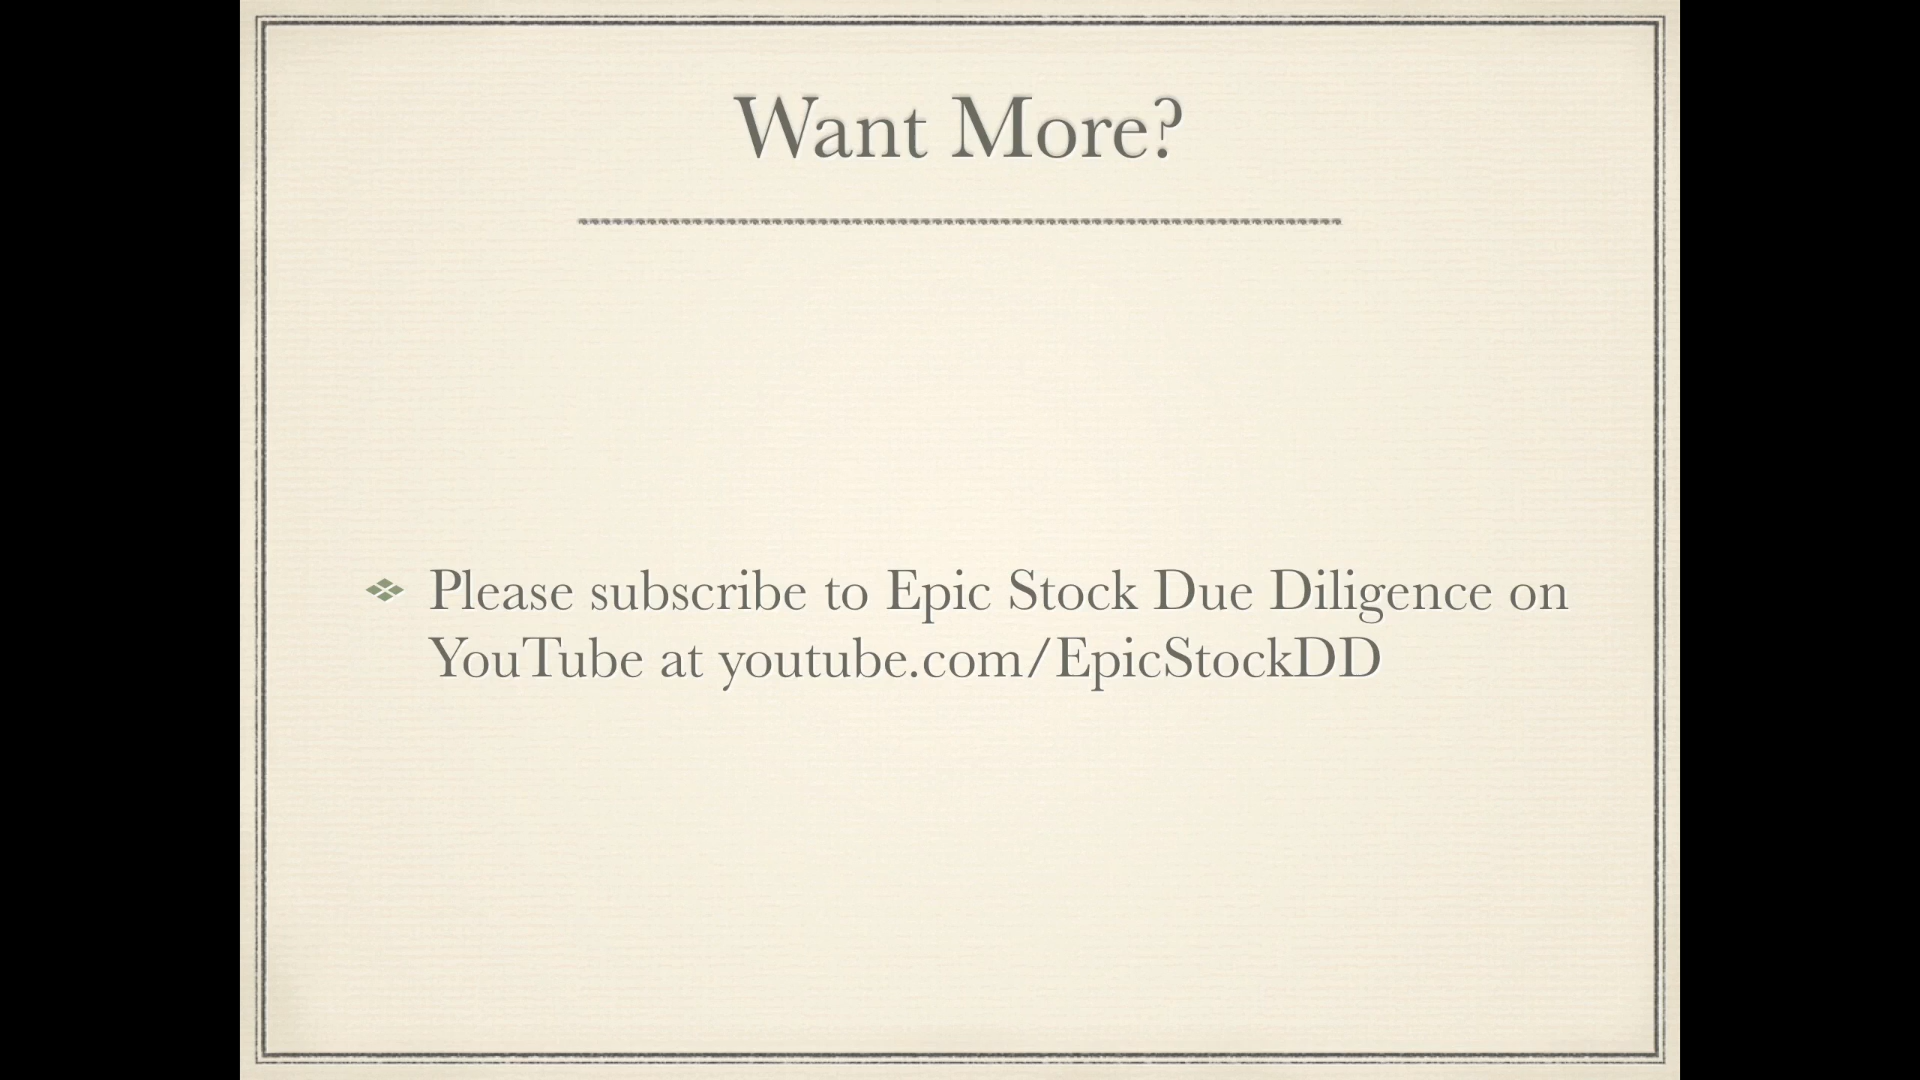 Want More?
Please subscribe to Epic Stock Due Diligence on
YouTube at youtube.com/EpicStockDD